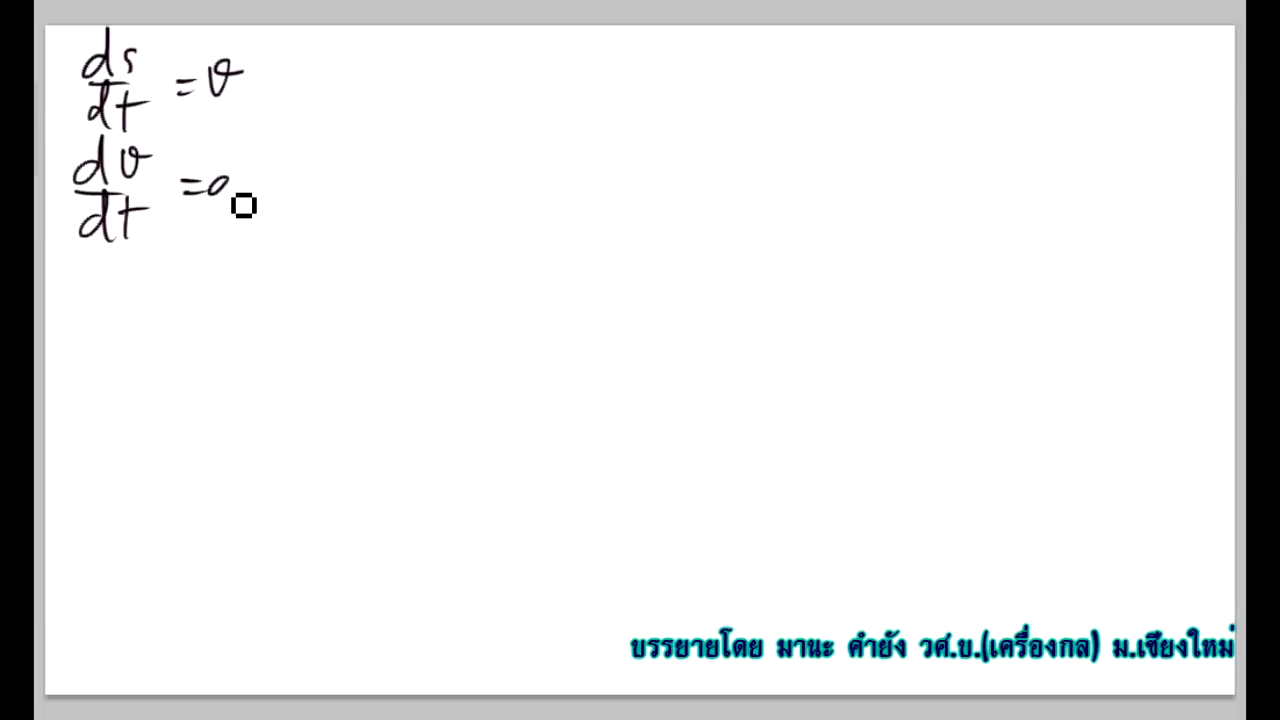 ds/dt = v
dv/dt = a
บรรยายโดย มานะ คำยัง วศ.บ.(เครื่องกล) ม.เชียงใหม่